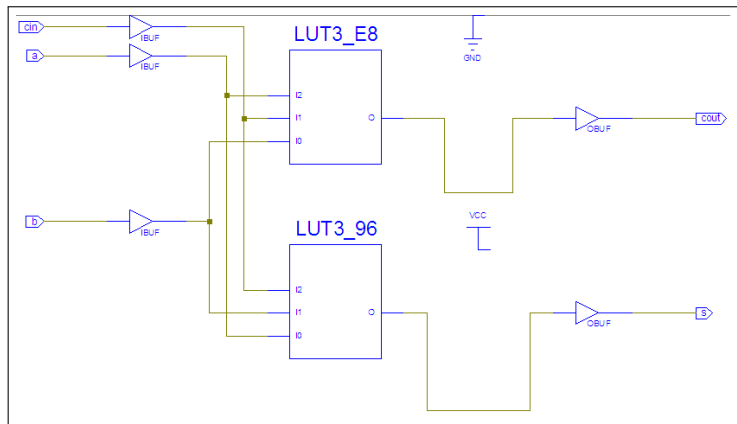 cin
IBUF
a
IBUF
LUT3_E8
GND
I2
I1
I0
O
OBUF
cout
b
IBUF
LUT3_96
VCC
I2
I1
I0
O
OBUF
s